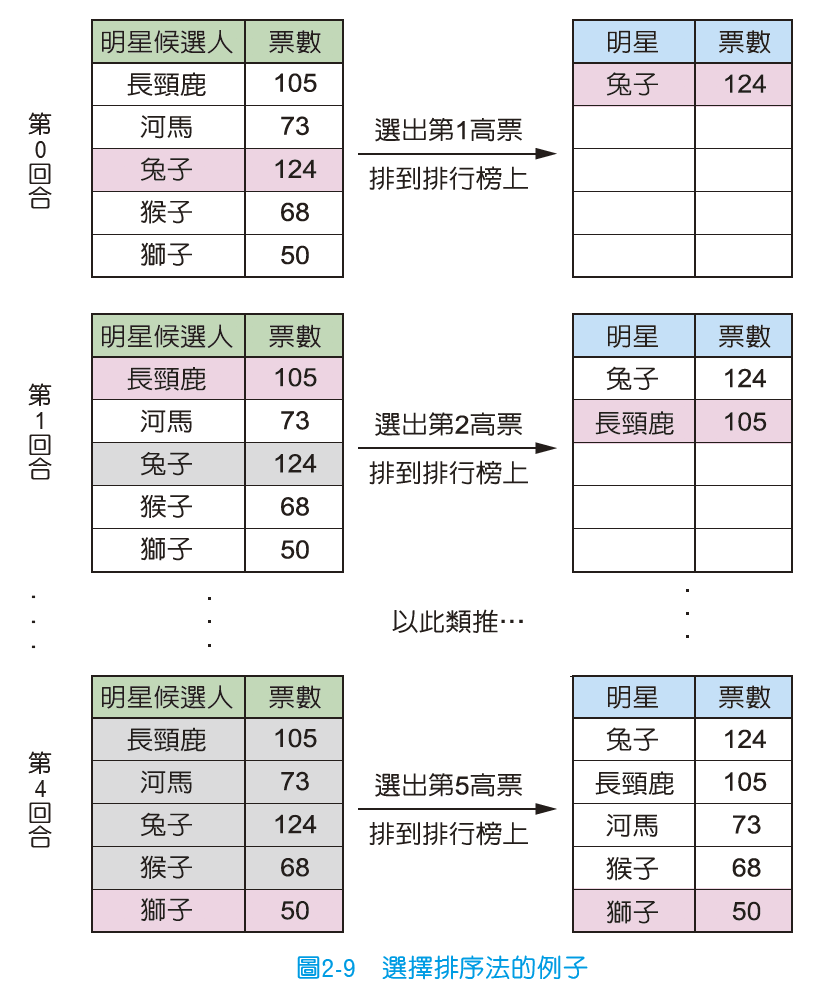 第0回合
明星候選人 票數
長頸鹿 105
河馬 73
兔子 124
猴子 68
獅子 50
選出第1高票
排到排行榜上
明星 票數
兔子 124
第1回合
明星候選人 票數
長頸鹿 105
河馬 73
兔子 124
猴子 68
獅子 50
選出第2高票
排到排行榜上
明星 票數
兔子 124
長頸鹿 105
以此類推…
第4回合
明星候選人 票數
長頸鹿 105
河馬 73
兔子 124
猴子 68
獅子 50
選出第5高票
排到排行榜上
明星 票數
兔子 124
長頸鹿 105
河馬 73
猴子 68
獅子 50
圖2-9 選擇排序法的例子